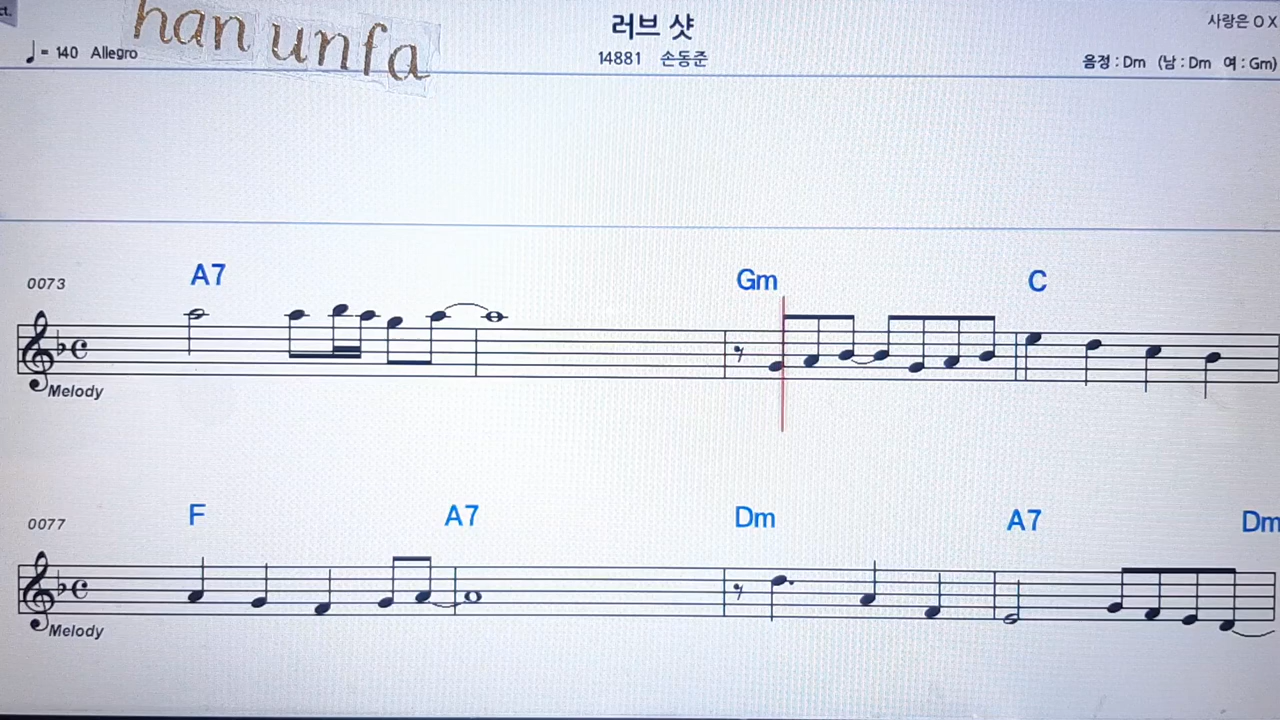 ct.
han unfa
러브 샷
사랑은 O X
♩= 140 Allegro
14881 손동준
음정 : Dm (남 : Dm 여 : Gm)
0073 A7 Gm C
Melody
0077 F A7 Dm A7 Dm
Melody